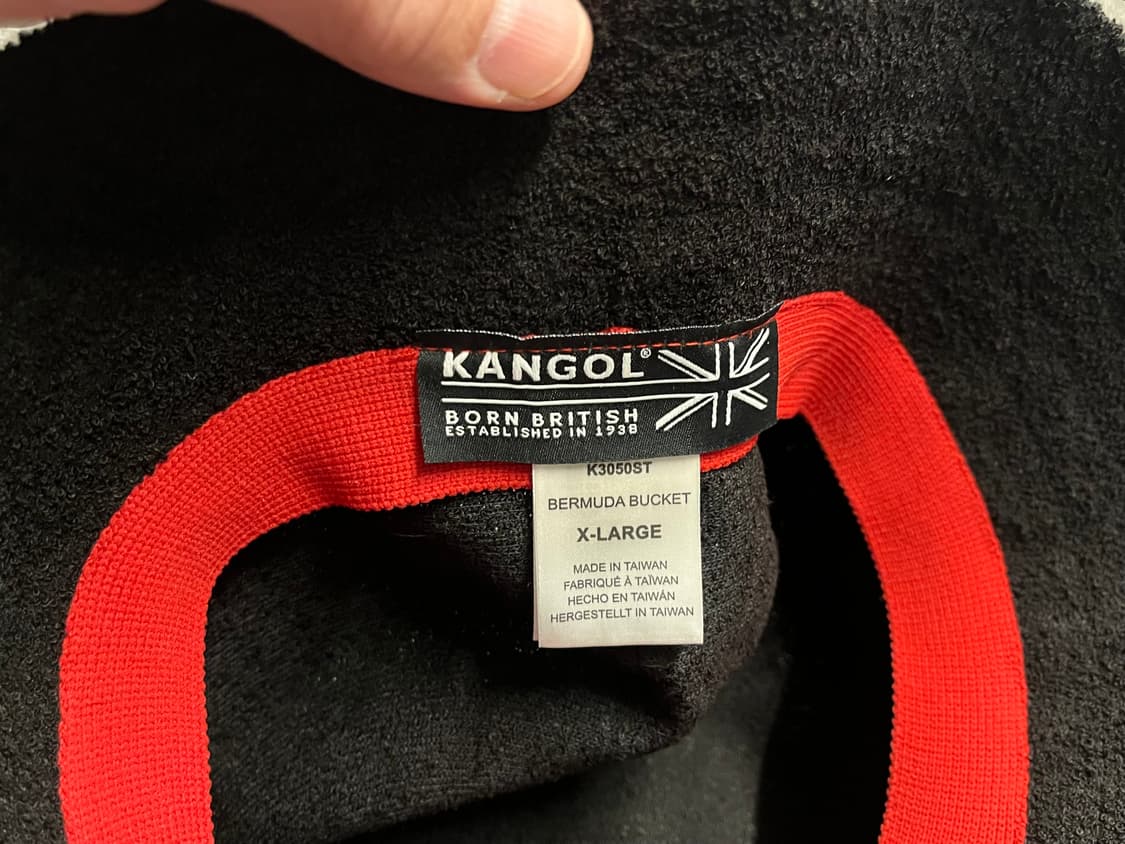 KANGOL®
BORN BRITISH
ESTABLISHED IN 1938
K3050ST
BERMUDA BUCKET
X-LARGE
MADE IN TAIWAN
FABRIQUÉ À TAÏWAN
HECHO EN TAIWÁN
HERGESTELLT IN TAIWAN